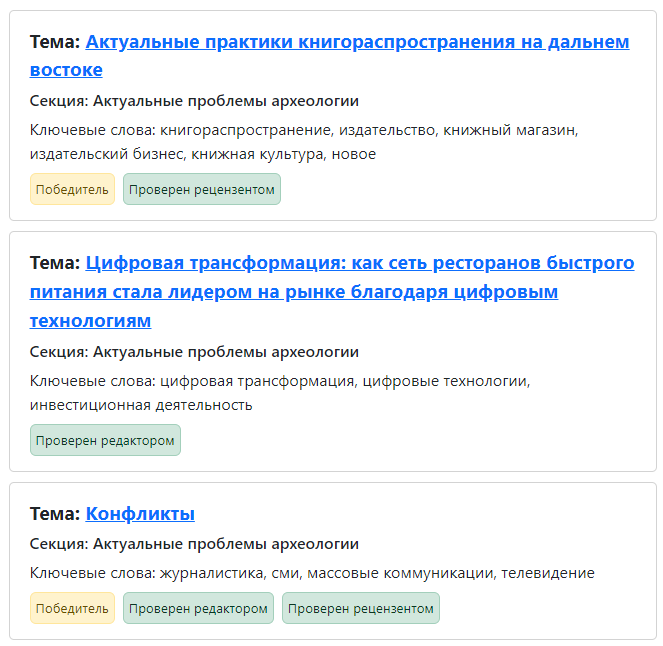 Тема: Актуальные практики книгораспространения на дальнем
востоке
Секция: Актуальные проблемы археологии
Ключевые слова: книгораспространение, издательство, книжный магазин,
издательский бизнес, книжная культура, новое
Победитель Проверен рецензентом
Тема: Цифровая трансформация: как сеть ресторанов быстрого
питания стала лидером на рынке благодаря цифровым
технологиям
Секция: Актуальные проблемы археологии
Ключевые слова: цифровая трансформация, цифровые технологии,
инвестиционная деятельность
Проверен редактором
Тема: Конфликты
Секция: Актуальные проблемы археологии
Ключевые слова: журналистика, сми, массовые коммуникации, телевидение
Победитель Проверен редактором Проверен рецензентом